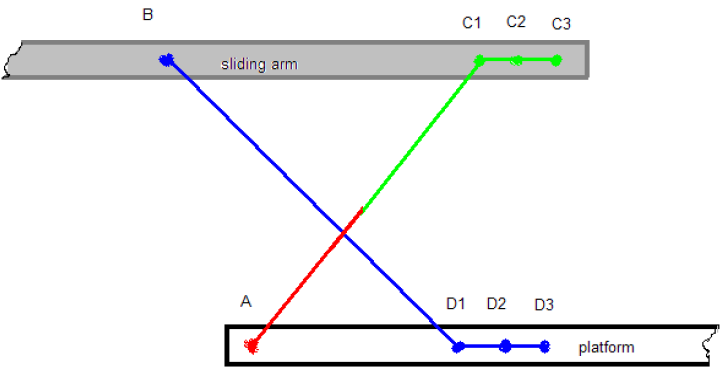 B
C1 C2 C3
sliding arm
A
D1 D2 D3
platform